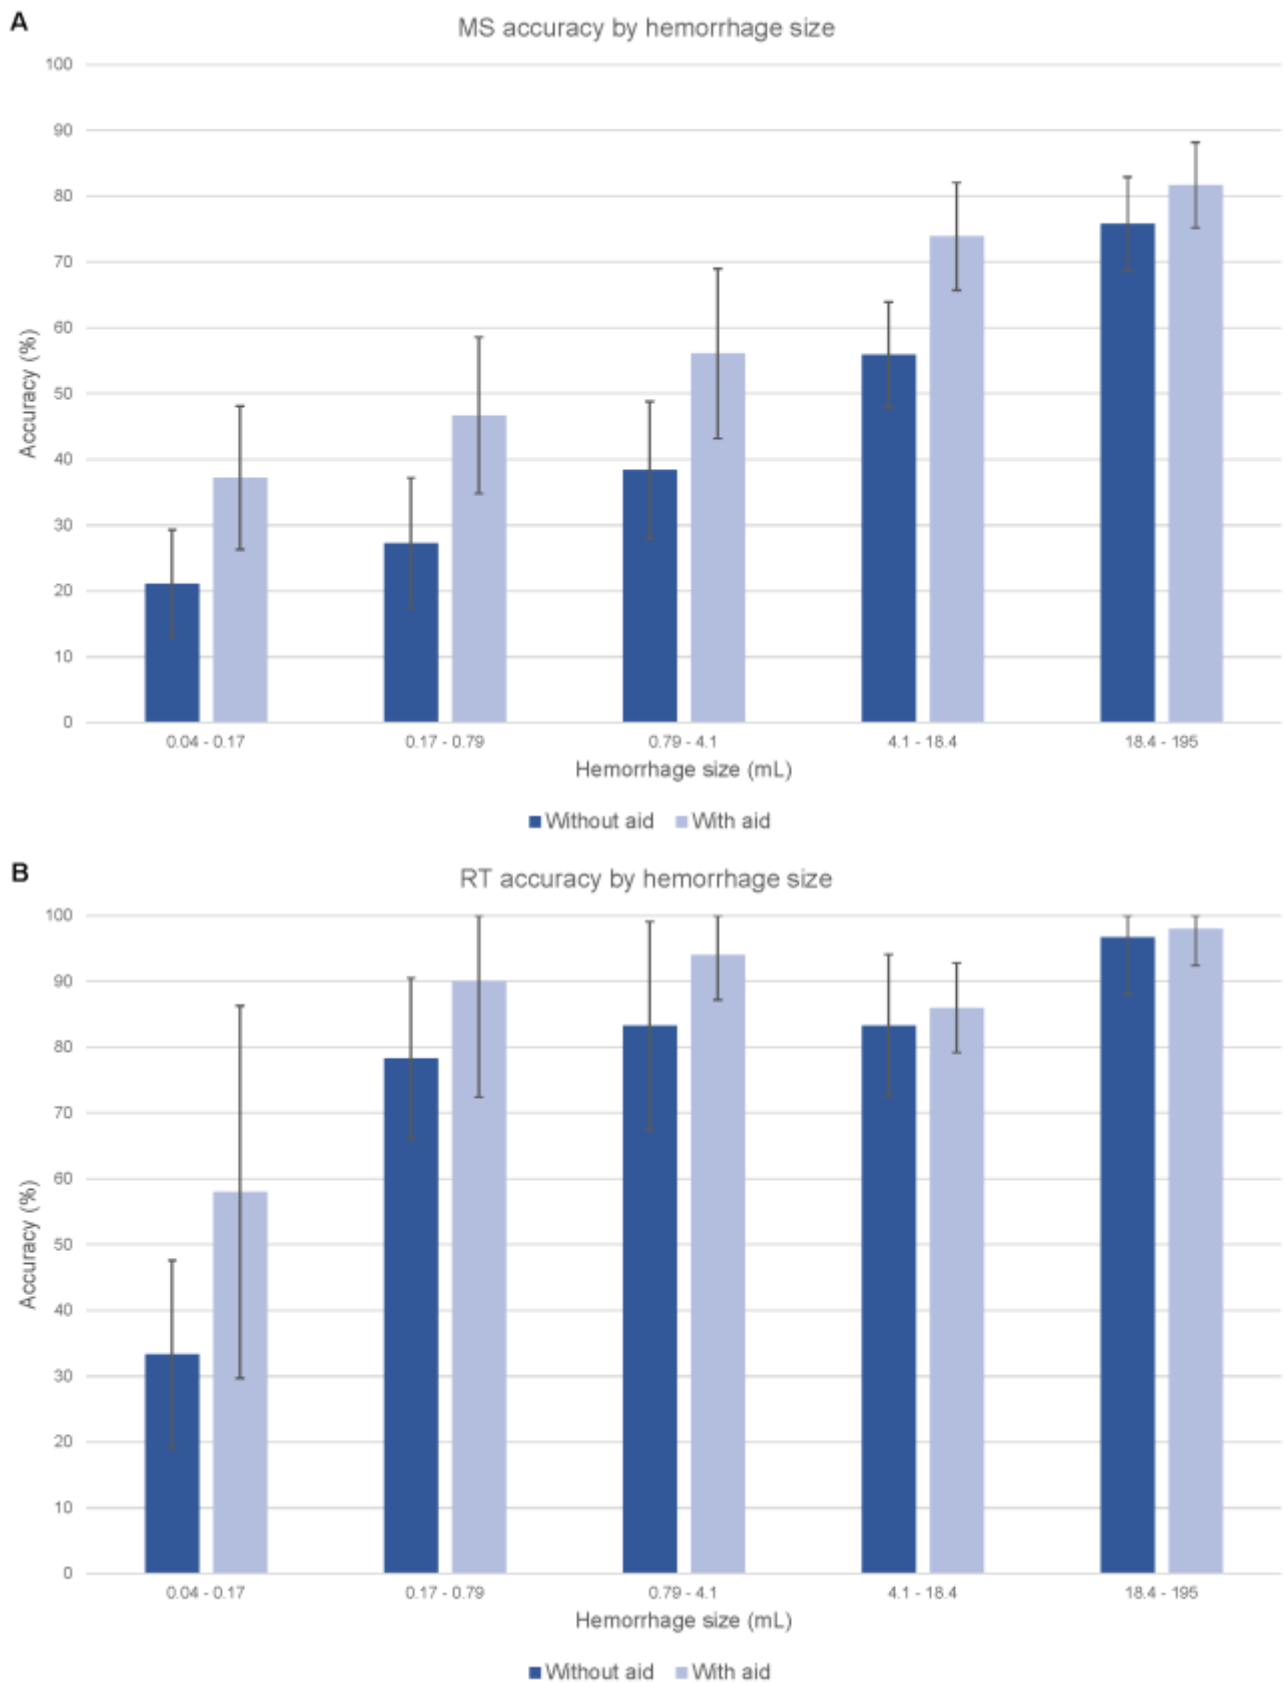 A
MS accuracy by hemorrhage size
100
90
80
70
60
50
40
30
20
10
0
Accuracy (%)
0.04 - 0.17 0.17 - 0.79 0.79 - 4.1 4.1 - 18.4 18.4 - 195
Hemorrhage size (mL)
Without aid With aid
B
RT accuracy by hemorrhage size
100
90
80
70
60
50
40
30
20
10
0
Accuracy (%)
0.04 - 0.17 0.17 - 0.79 0.79 - 4.1 4.1 - 18.4 18.4 - 195
Hemorrhage size (mL)
Without aid With aid